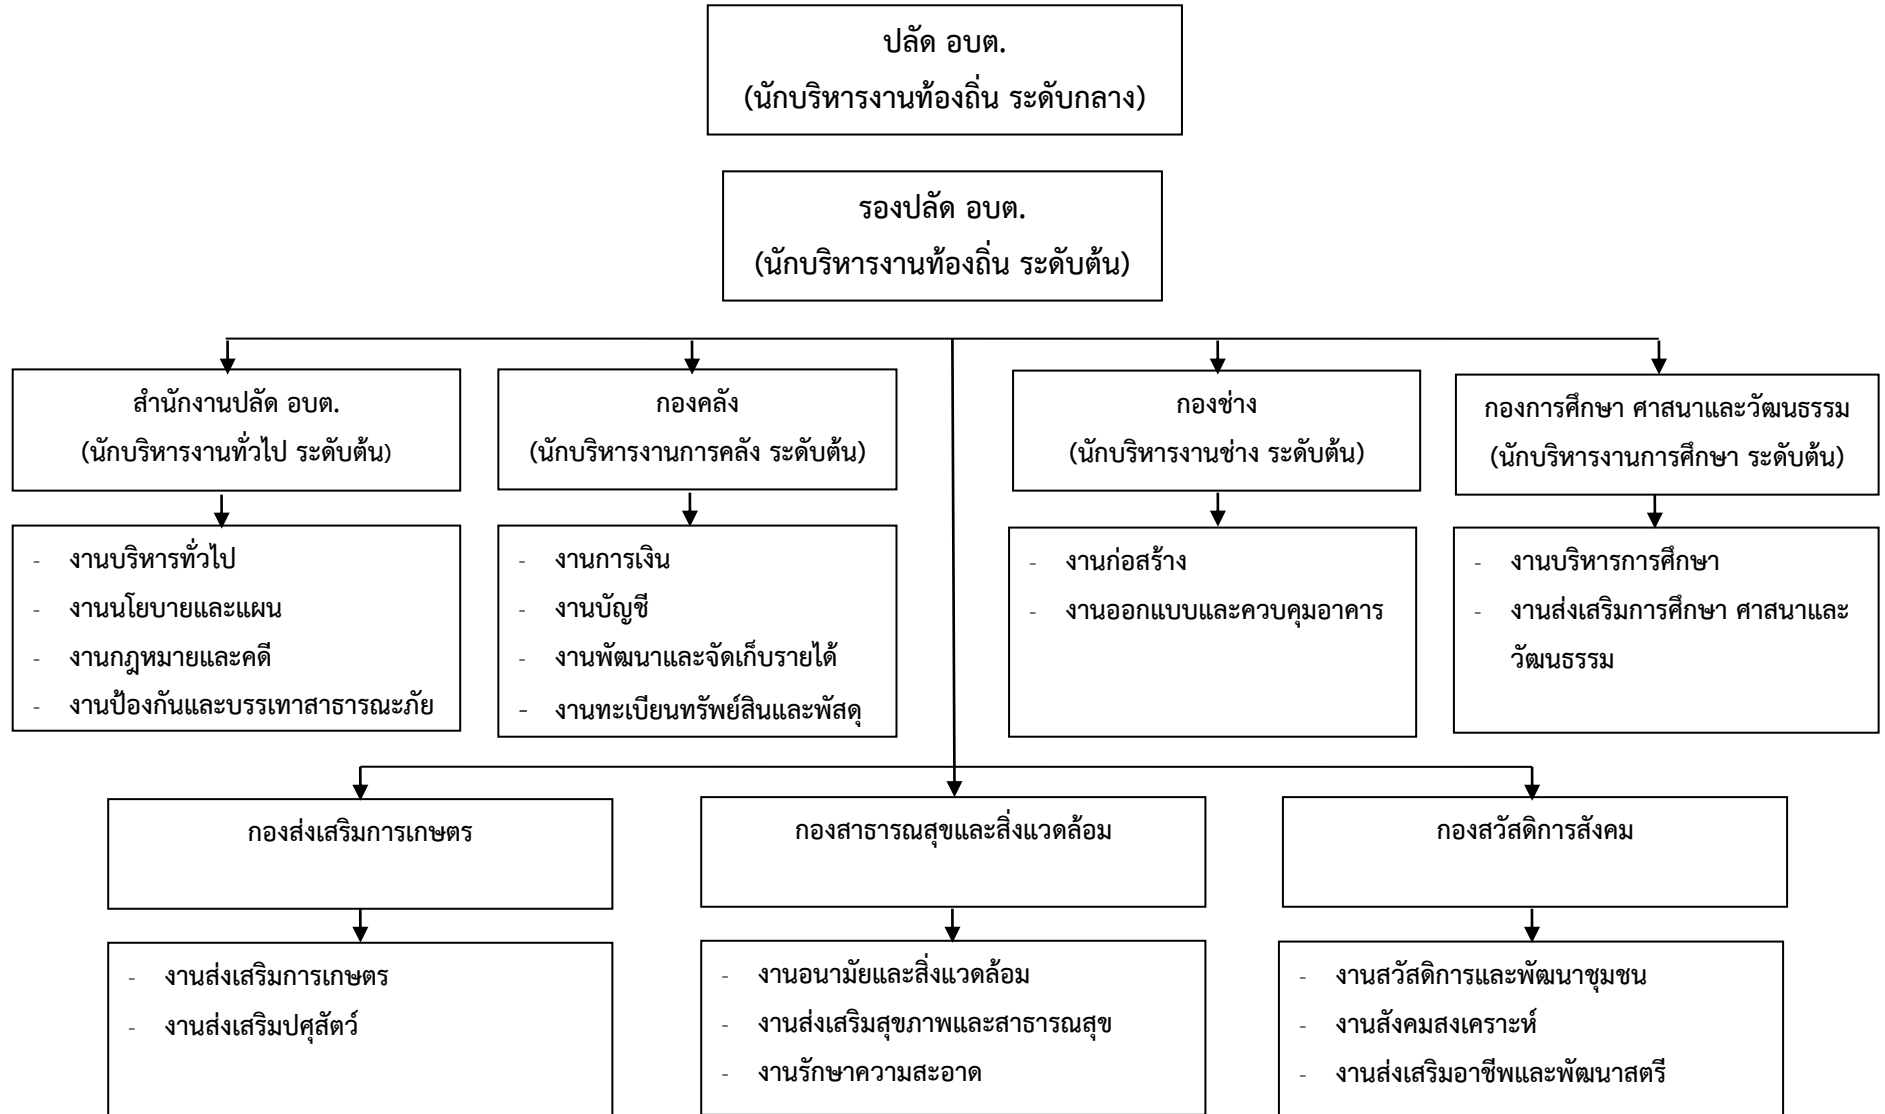 ปลัด อบต.
(นักบริหารงานท้องถิ่น ระดับกลาง)
รองปลัด อบต.
(นักบริหารงานท้องถิ่น ระดับต้น)
สำนักงานปลัด อบต.
(นักบริหารงานทั่วไป ระดับต้น)
กองคลัง
(นักบริหารงานการคลัง ระดับต้น)
กองช่าง
(นักบริหารงานช่าง ระดับต้น)
กองการศึกษา ศาสนาและวัฒนธรรม
(นักบริหารงานการศึกษา ระดับต้น)
- งานบริหารทั่วไป
- งานนโยบายและแผน
- งานกฎหมายและคดี
- งานป้องกันและบรรเทาสาธารณะภัย
- งานการเงิน
- งานบัญชี
- งานพัฒนาและจัดเก็บรายได้
- งานทะเบียนทรัพย์สินและพัสดุ
- งานก่อสร้าง
- งานออกแบบและควบคุมอาคาร
- งานบริหารการศึกษา
- งานส่งเสริมการศึกษา ศาสนาและ
วัฒนธรรม
กองส่งเสริมการเกษตร
กองสาธารณสุขและสิ่งแวดล้อม
กองสวัสดิการสังคม
- งานส่งเสริมการเกษตร
- งานส่งเสริมปศุสัตว์
- งานอนามัยและสิ่งแวดล้อม
- งานส่งเสริมสุขภาพและสาธารณสุข
- งานรักษาความสะอาด
- งานสวัสดิการและพัฒนาชุมชน
- งานสังคมสงเคราะห์
- งานส่งเสริมอาชีพและพัฒนาสตรี